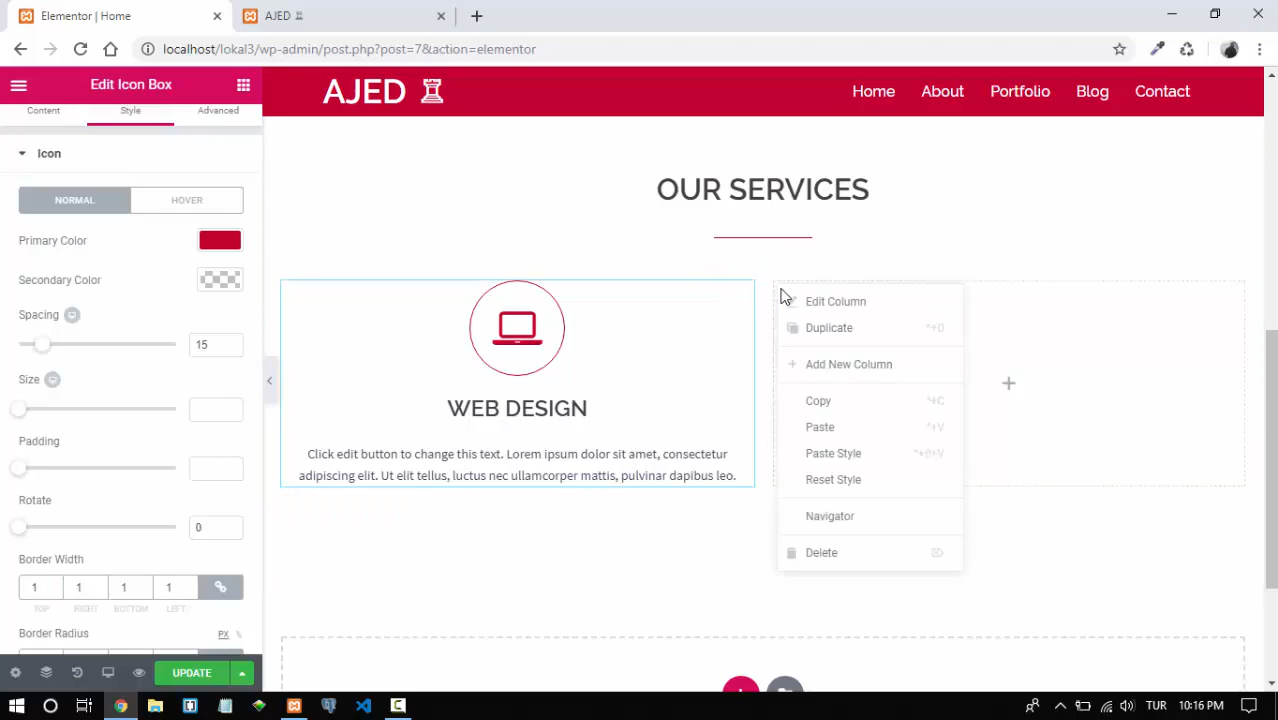 Elementor | Home
AJED
localhost/lokal3/wp-admin/post.php?post=7&action=elementor
Edit Icon Box
Content
Style
Advanced
Icon
NORMAL
HOVER
Primary Color
Secondary Color
Spacing
15
Size
Padding
Rotate
0
Border Width
1
1
1
1
TOP
RIGHT
BOTTOM
LEFT
Border Radius
PX
%
UPDATE
AJED
Home
About
Portfolio
Blog
Contact
OUR SERVICES
WEB DESIGN
Click edit button to change this text. Lorem ipsum dolor sit amet, consectetur
adipiscing elit. Ut elit tellus, luctus nec ullamcorper mattis, pulvinar dapibus leo.
Edit Column
Duplicate ^+D
Add New Column
Copy ^+C
Paste ^+V
Paste Style ^+⇧+V
Reset Style
Navigator
Delete
TUR
10:16 PM